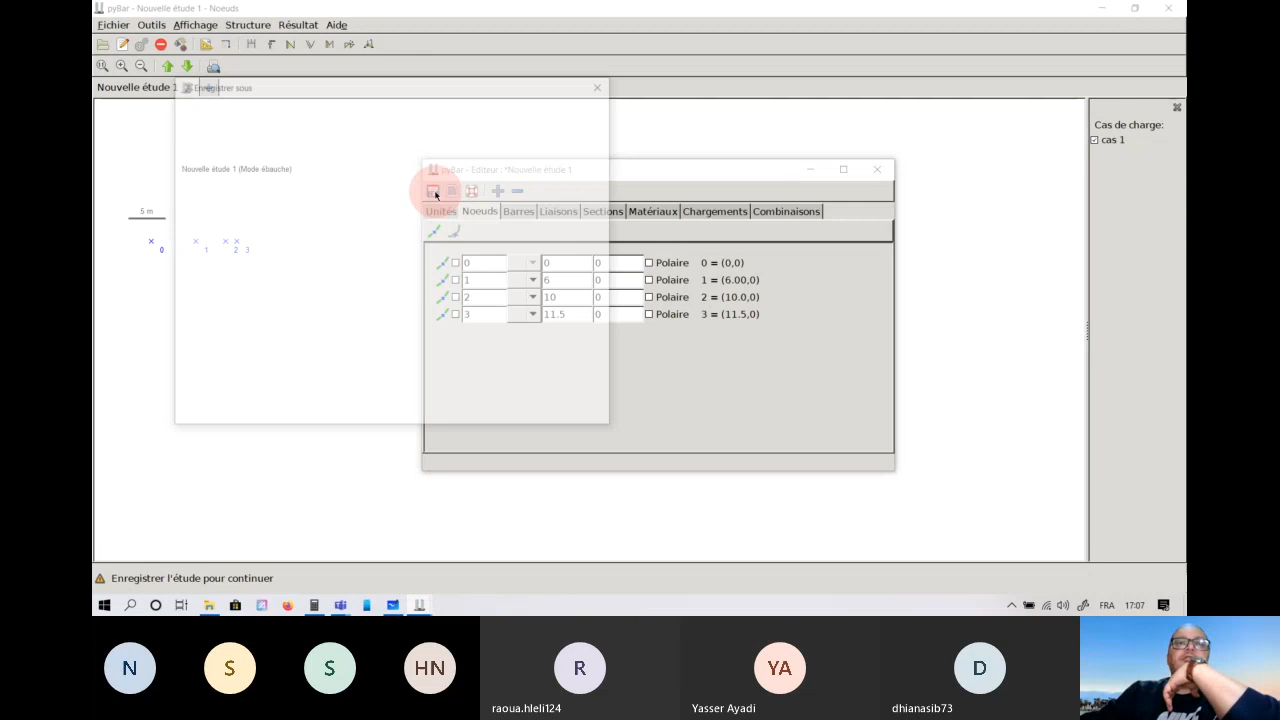 pyBar - Nouvelle étude 1 - Noeuds
Fichier Outils Affichage Structure Résultat Aide
Nouvelle étude 1
Enregistrer sous
Cas de charge:
cas 1
Nouvelle étude 1 (Mode ébauche)
5 m
0 1 2 3
pyBar - Editeur : *Nouvelle étude 1
Unités Noeuds Barres Liaisons Sections Matériaux Chargements Combinaisons
0 0 0 Polaire 0 = (0,0)
1 6 0 Polaire 1 = (6.00,0)
2 10 0 Polaire 2 = (10.0,0)
3 11.5 0 Polaire 3 = (11.5,0)
Enregistrer l'étude pour continuer
FRA 17:07
N S S HN R YA D
raoua.hleli124 Yasser Ayadi dhianasib73